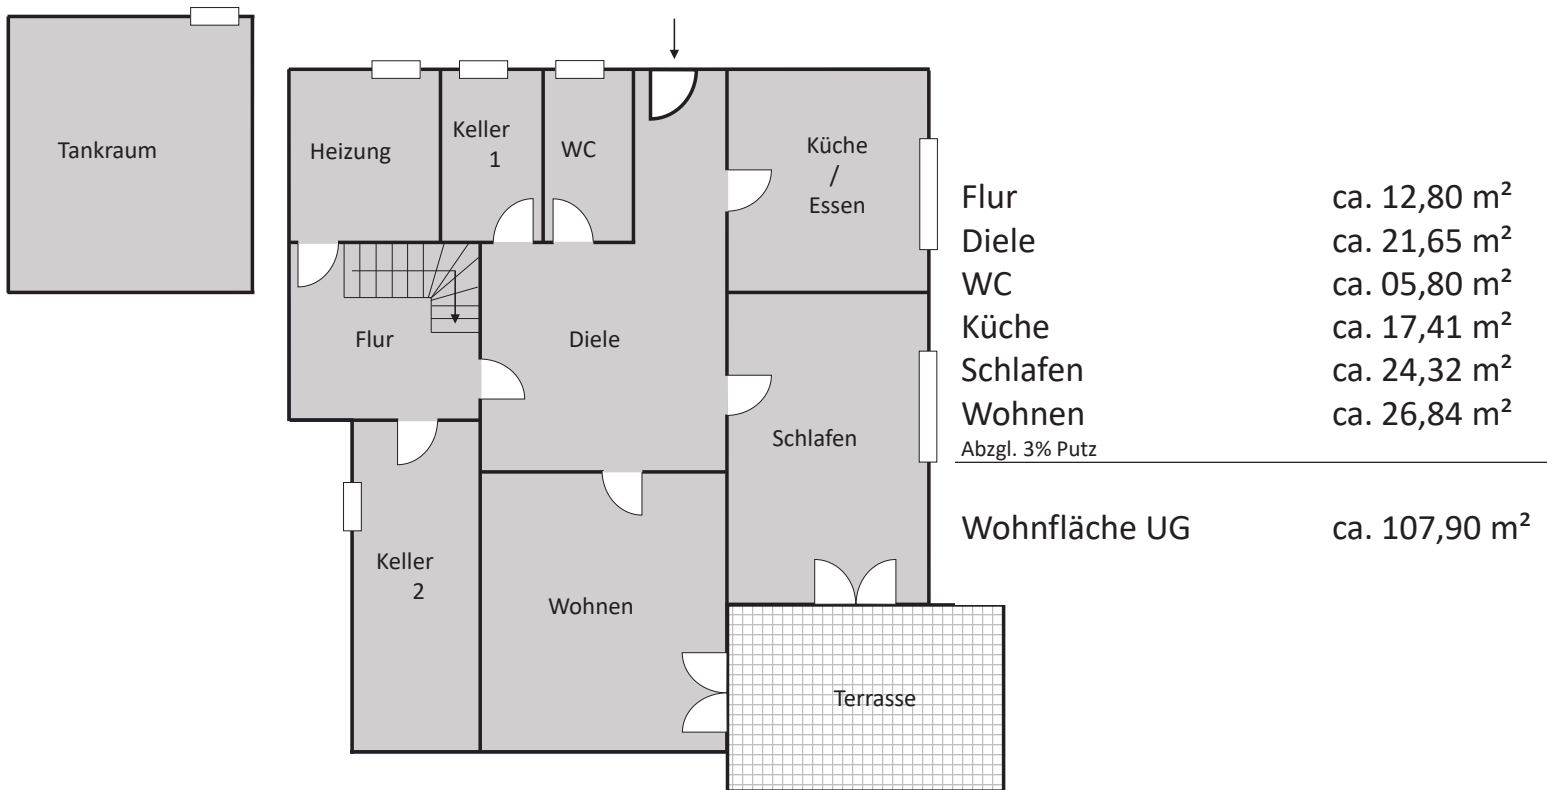 Tankraum
Heizung
Keller
1
WC
Küche
/
Essen
Flur
Diele
Schlafen
Keller
2
Wohnen
Terrasse
Flur ca. 12,80 m²
Diele ca. 21,65 m²
WC ca. 05,80 m²
Küche ca. 17,41 m²
Schlafen ca. 24,32 m²
Wohnen ca. 26,84 m²
Abzgl. 3% Putz
Wohnfläche UG ca. 107,90 m²